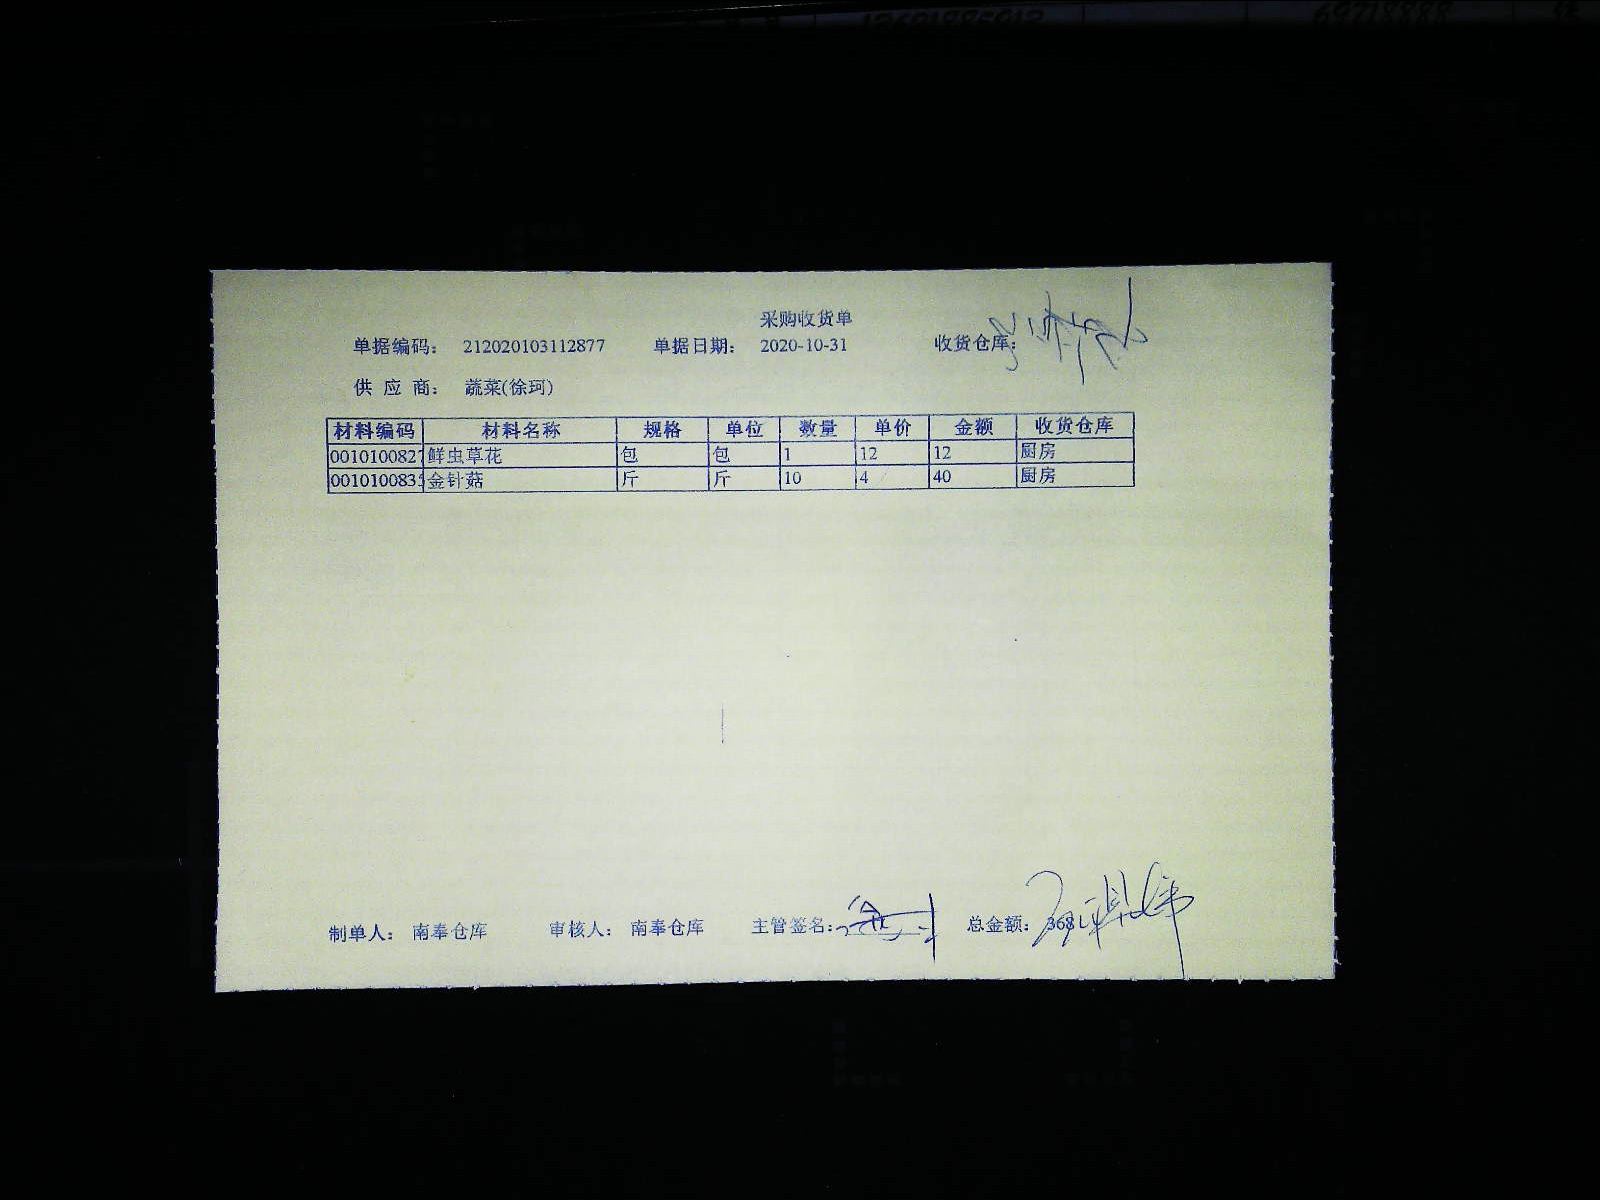 采购收货单
单据编码： 212020103112877 单据日期： 2020-10-31 收货仓库：
供 应 商： 蔬菜(徐珂)
材料编码 材料名称 规格 单位 数量 单价 金额 收货仓库
0010100827 鲜虫草花 包 包 1 12 12 厨房
001010083 金针菇 斤 斤 10 4 40 厨房
制单人： 南奉仓库 审核人： 南奉仓库 主管签名： 总金额： 368